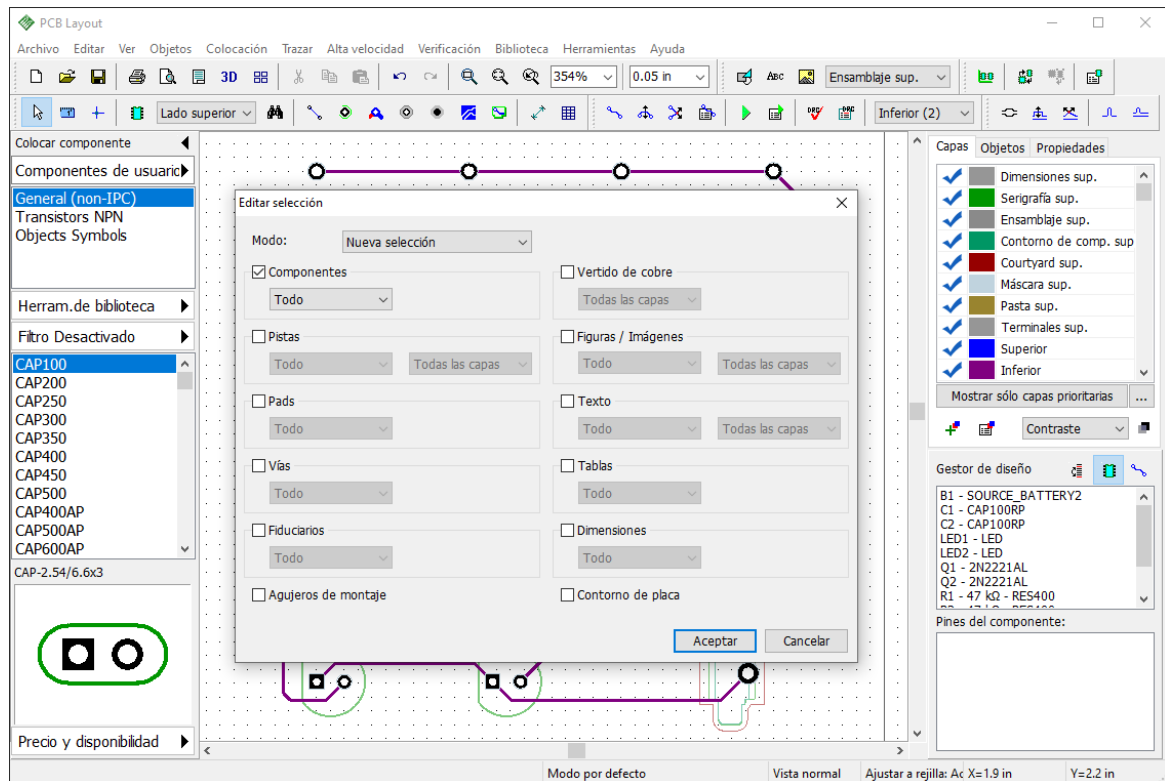 PCB Layout
Archivo Editar Ver Objetos Colocación Trazar Alta velocidad Verificación Biblioteca Herramientas Ayuda
3D 354% 0.05 in ABC Ensamblaje sup.
Lado superior DRC DRC Inferior (2)
Colocar componente
Componentes de usuario
General (non-IPC)
Transistors NPN
Objects Symbols
Herram.de biblioteca
Filtro Desactivado
CAP100
CAP200
CAP250
CAP300
CAP350
CAP400
CAP450
CAP500
CAP400AP
CAP500AP
CAP600AP
CAP-2.54/6.6x3
Precio y disponibilidad
Editar selección
Modo: Nueva selección
Componentes
Todo
Vertido de cobre
Todas las capas
Pistas
Todo Todas las capas
Figuras / Imágenes
Todo Todas las capas
Pads
Todo
Texto
Todo Todas las capas
Vías
Todo
Tablas
Todo
Fiduciarios
Todo
Dimensiones
Todo
Agujeros de montaje
Contorno de placa
Aceptar Cancelar
Capas Objetos Propiedades
Dimensiones sup.
Serigrafía sup.
Ensamblaje sup.
Contorno de comp. sup
Courtyard sup.
Máscara sup.
Pasta sup.
Terminales sup.
Superior
Inferior
Mostrar sólo capas prioritarias ...
Contraste
Gestor de diseño
B1 - SOURCE_BATTERY2
C1 - CAP100RP
C2 - CAP100RP
LED1 - LED
LED2 - LED
Q1 - 2N2221AL
Q2 - 2N2221AL
R1 - 47 kΩ - RES400
Pines del componente:
Modo por defecto Vista normal Ajustar a rejilla: Ac X=1.9 in Y=2.2 in